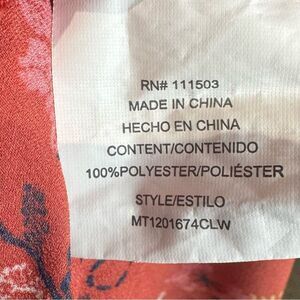 RN# 111503
MADE IN CHINA
HECHO EN CHINA
CONTENT/CONTENIDO
100%POLYESTER/POLIÉSTER
STYLE/ESTILO
MT1201674CLW